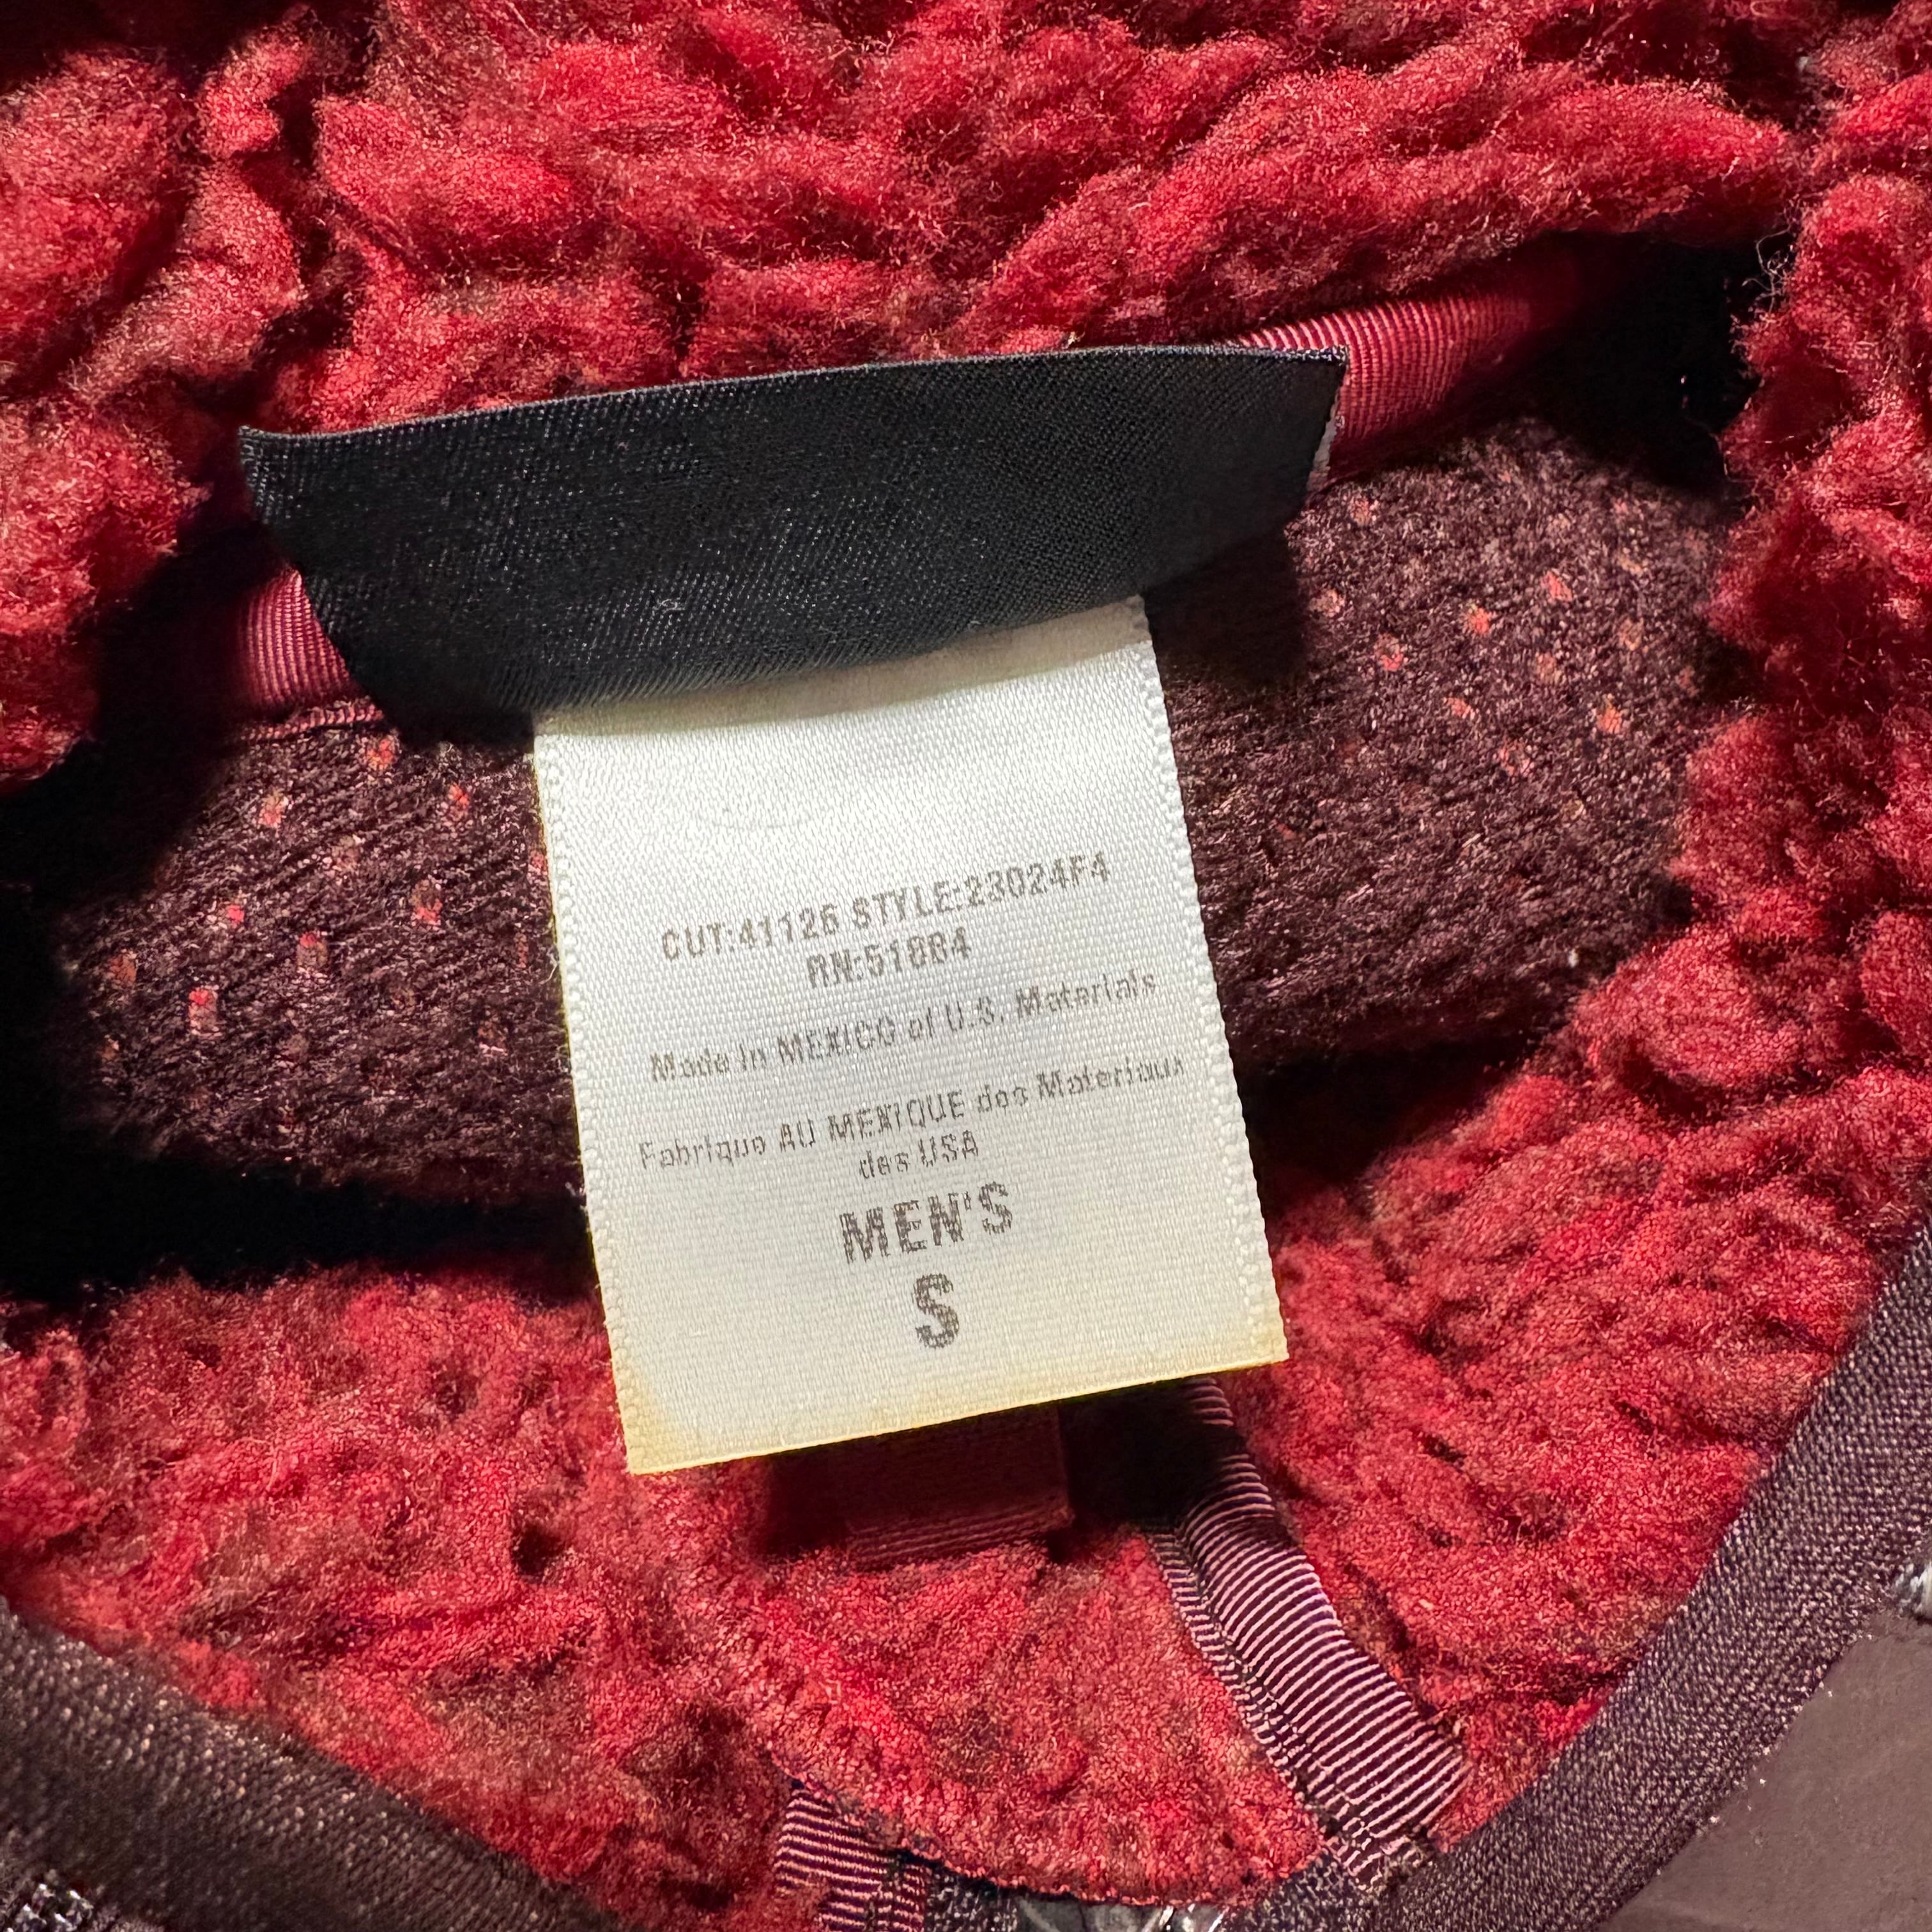 CUT:41126 STYLE:23024F4
RN:51884
Made in MEXICO of U.S. Materials
Fabrique AU MEXIQUE des Materiaux
des USA
MEN'S
S